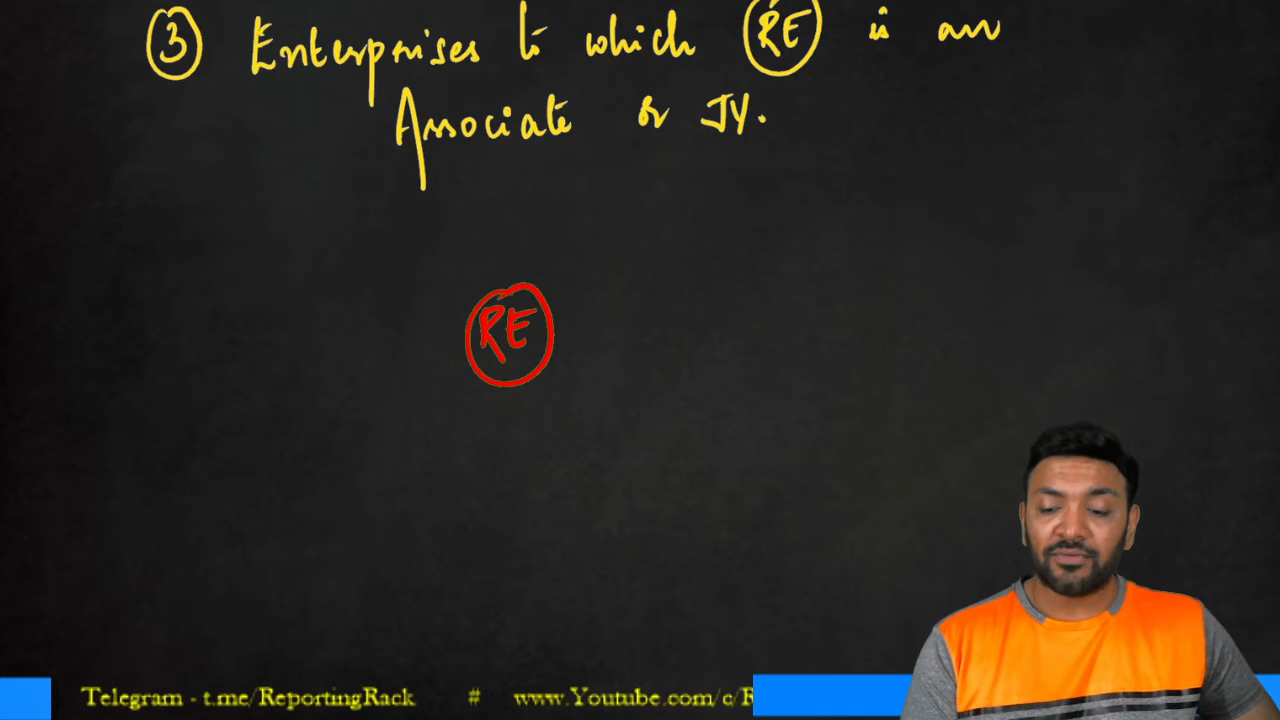 ③ Enterprises to which RE is an
Associate or JV.
RE
Telegram - t.me/ReportingRack # www.Youtube.com/c/R